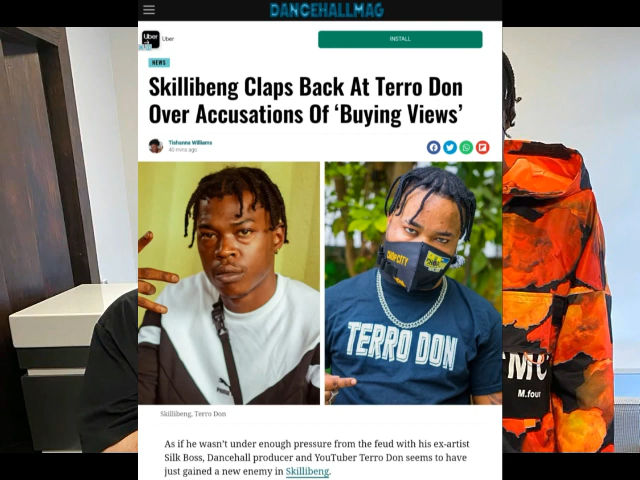 DANCEHALLMAG
Uber
Uber
INSTALL
NEWS
Skillibeng Claps Back At Terro Don
Over Accusations Of ‘Buying Views’
Tishanna Williams
40 mins ago
CHOPCITY
TERRO DON
Skillibeng, Terro Don
As if he wasn’t under enough pressure from the feud with his ex-artist
Silk Boss, Dancehall producer and YouTuber Terro Don seems to have
just gained a new enemy in Skillibeng.
M.four